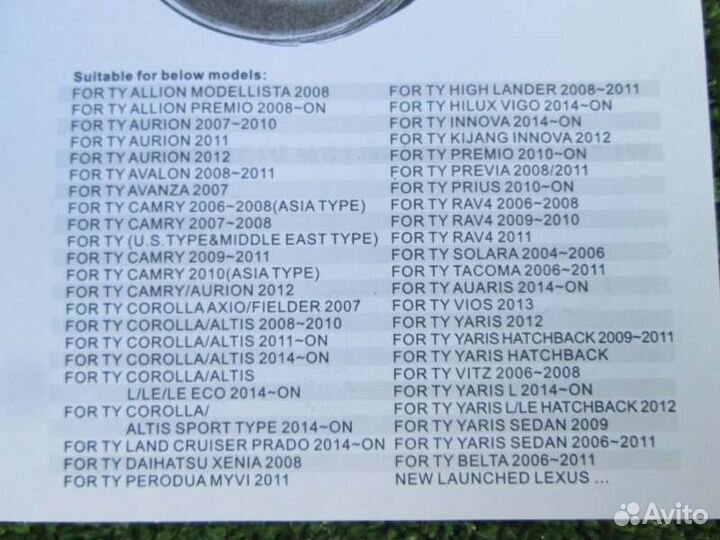 Suitable for below models:
FOR TY ALLION MODELLISTA 2008
FOR TY ALLION PREMIO 2008~ON
FOR TY AURION 2007~2010
FOR TY AURION 2011
FOR TY AURION 2012
FOR TY AVALON 2008~2011
FOR TY AVANZA 2007
FOR TY CAMRY 2006~2008(ASIA TYPE)
FOR TY CAMRY 2007~2008
FOR TY (U.S.TYPE&MIDDLE EAST TYPE)
FOR TY CAMRY 2009~2011
FOR TY CAMRY 2010(ASIA TYPE)
FOR TY CAMRY/AURION 2012
FOR TY COROLLA AXIO/FIELDER 2007
FOR TY COROLLA/ALTIS 2008~2010
FOR TY COROLLA/ALTIS 2011~ON
FOR TY COROLLA/ALTIS 2014~ON
FOR TY COROLLA/ALTIS
L/LE/LE ECO 2014~ON
FOR TY COROLLA/
ALTIS SPORT TYPE 2014~ON
FOR TY LAND CRUISER PRADO 2014~ON
FOR TY DAIHATSU XENIA 2008
FOR TY PERODUA MYVI 2011
FOR TY HIGH LANDER 2008~2011
FOR TY HILUX VIGO 2014~ON
FOR TY INNOVA 2014~ON
FOR TY KIJANG INNOVA 2012
FOR TY PREMIO 2010~ON
FOR TY PREVIA 2008/2011
FOR TY PRIUS 2010~ON
FOR TY RAV4 2006~2008
FOR TY RAV4 2009~2010
FOR TY RAV4 2011
FOR TY SOLARA 2004~2006
FOR TY TACOMA 2006~2011
FOR TY AUARIS 2014~ON
FOR TY VIOS 2013
FOR TY YARIS 2012
FOR TY YARIS HATCHBACK 2009~2011
FOR TY YARIS HATCHBACK
FOR TY VITZ 2006~2008
FOR TY YARIS L 2014~ON
FOR TY YARIS L/LE HATCHBACK 2012
FOR TY YARIS SEDAN 2009
FOR TY YARIS SEDAN 2006~2011
FOR TY BELTA 2006~2011
NEW LAUNCHED LEXUS ...
Avito